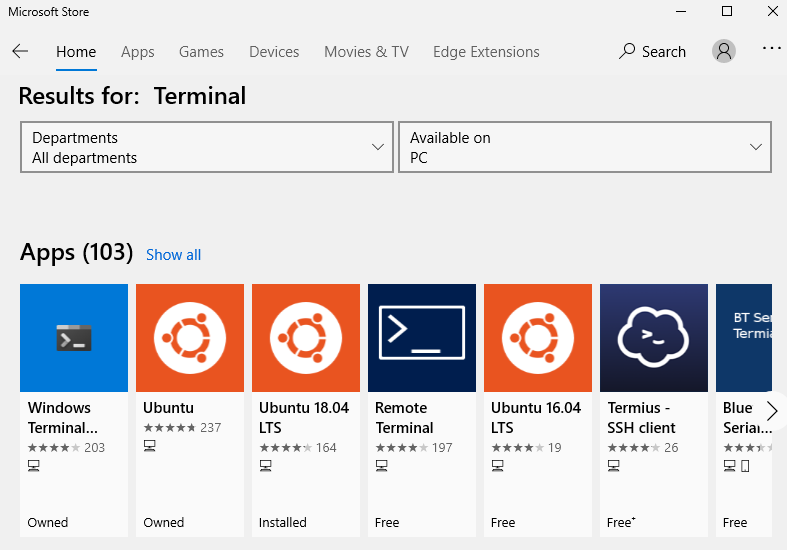 Microsoft Store
Home Apps Games Devices Movies & TV Edge Extensions Search
Results for: Terminal
Departments
All departments
Available on
PC
Apps (103) Show all
Windows
Terminal...
203
Owned
Ubuntu
237
Owned
Ubuntu 18.04
LTS
164
Installed
Remote
Terminal
197
Free
Ubuntu 16.04
LTS
19
Free
Termius -
SSH client
26
Free+
BT Ser
Termi
Blue
Seria...
Free